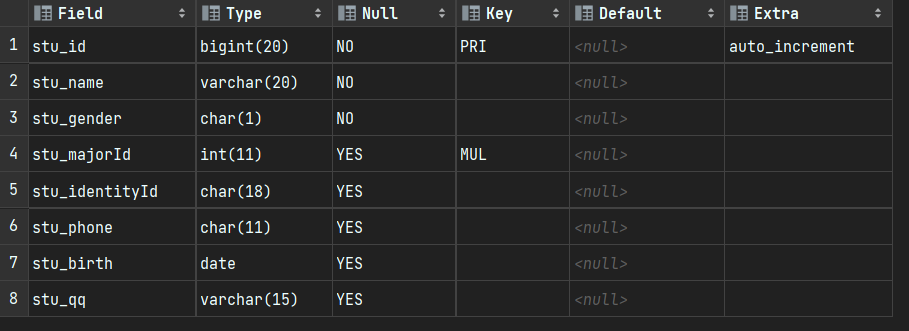 Field Type Null Key Default Extra
1 stu_id bigint(20) NO PRI <null> auto_increment
2 stu_name varchar(20) NO <null>
3 stu_gender char(1) NO <null>
4 stu_majorId int(11) YES MUL <null>
5 stu_identityId char(18) YES <null>
6 stu_phone char(11) YES <null>
7 stu_birth date YES <null>
8 stu_qq varchar(15) YES <null>